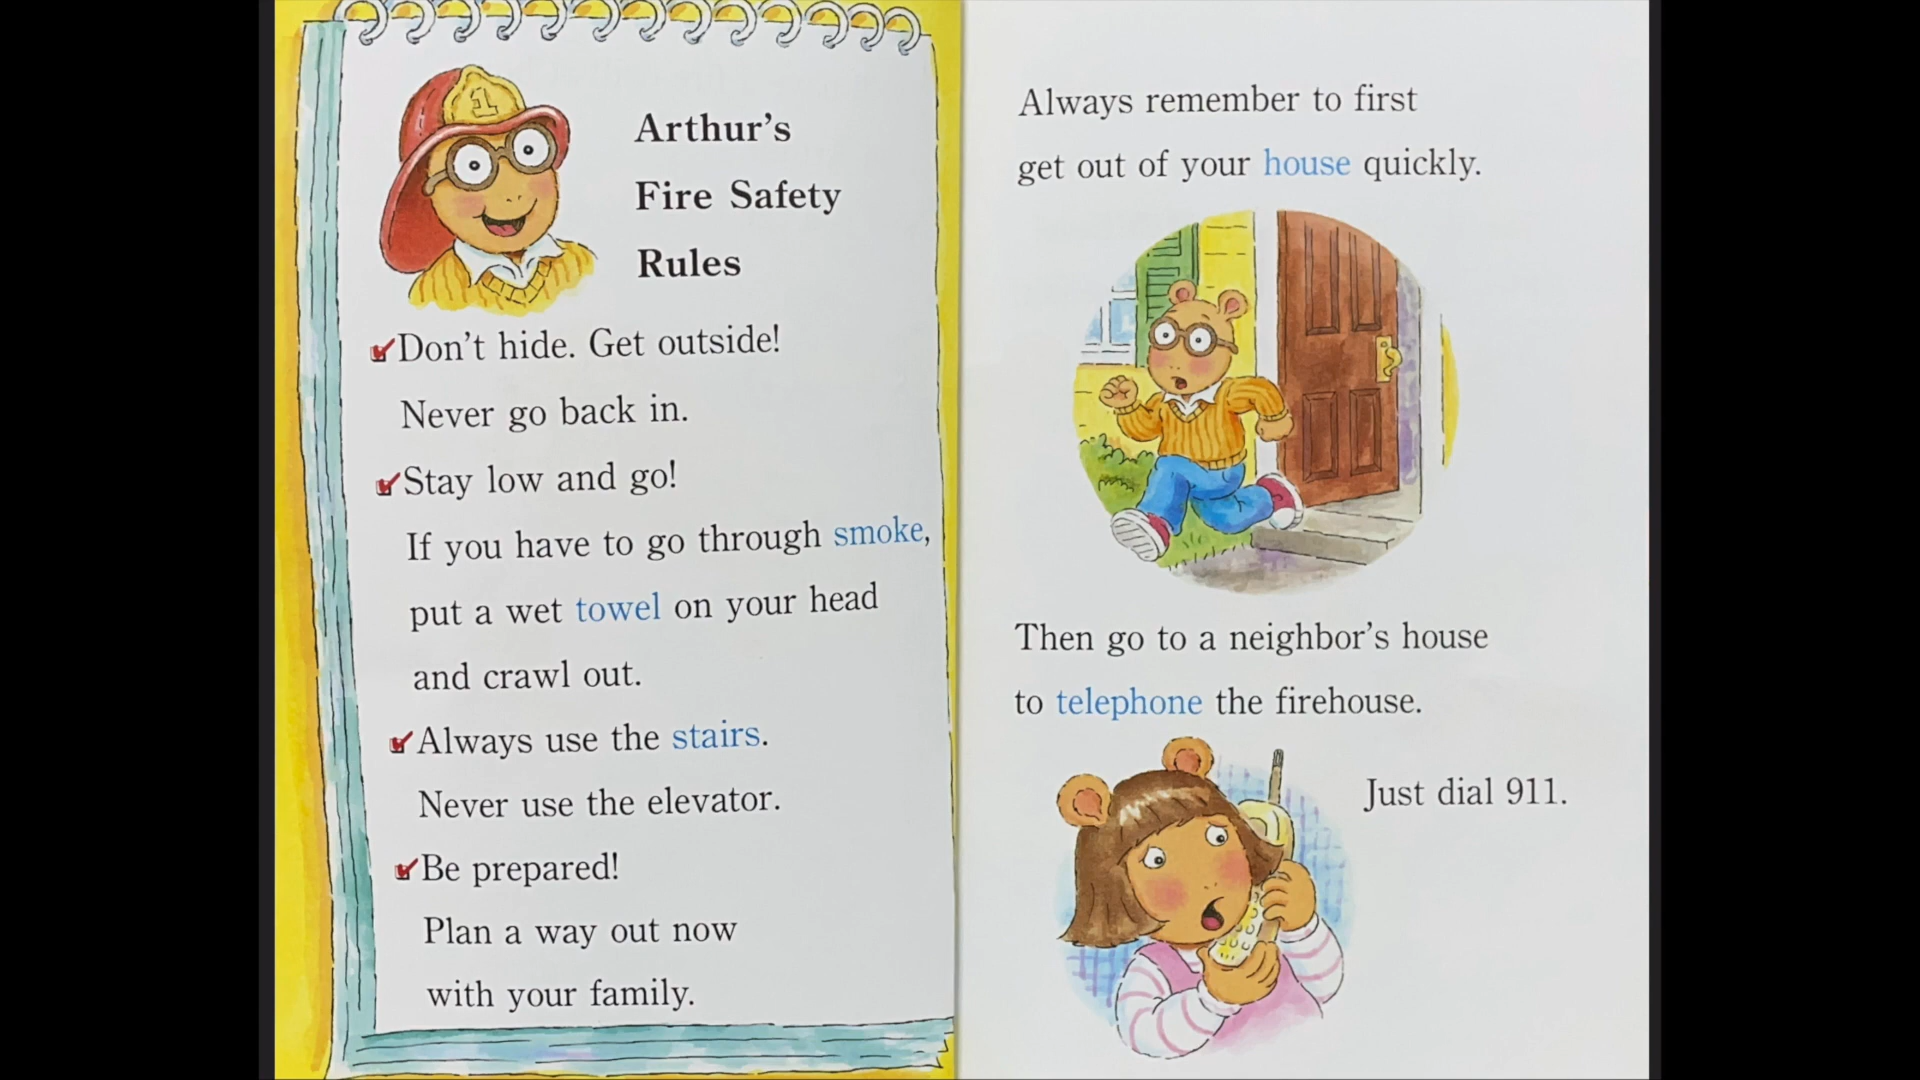 1
Arthur's
Fire Safety
Rules
Don't hide. Get outside!
Never go back in.
Stay low and go!
If you have to go through smoke,
put a wet towel on your head
and crawl out.
Always use the stairs.
Never use the elevator.
Be prepared!
Plan a way out now
with your family.
Always remember to first
get out of your house quickly.
Then go to a neighbor's house
to telephone the firehouse.
Just dial 911.